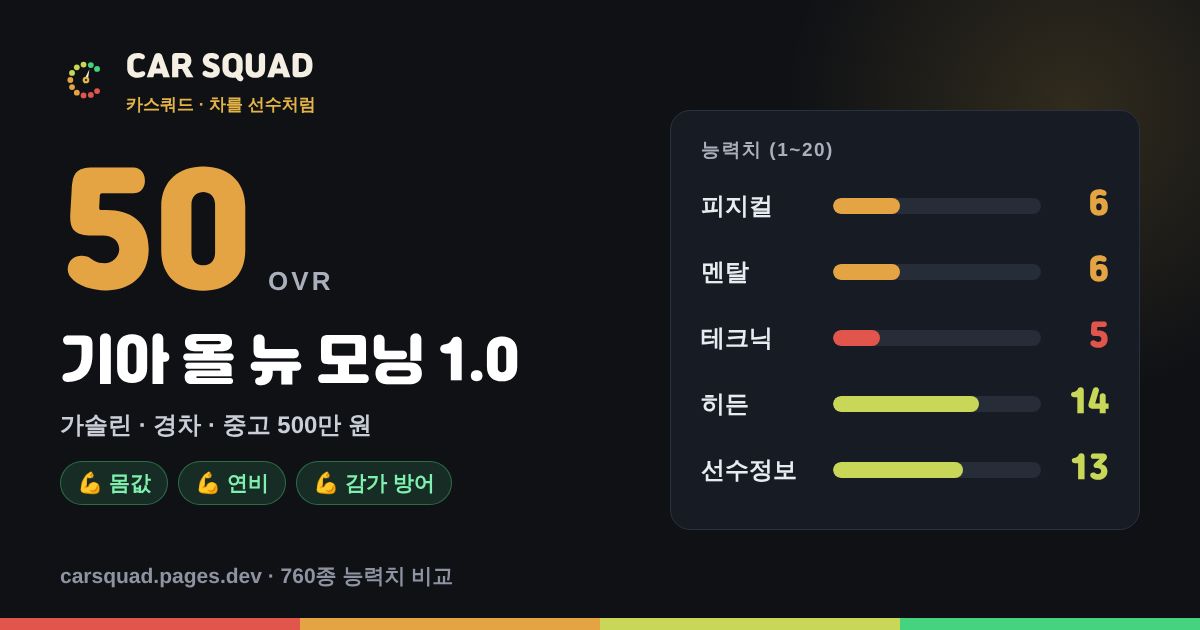 CAR SQUAD
카스쿼드 · 차를 선수처럼
50 OVR
기아 올 뉴 모닝 1.0
가솔린 · 경차 · 중고 500만 원
💪 몸값 💪 연비 💪 감가 방어
carsquad.pages.dev · 760종 능력치 비교
능력치 (1~20)
피지컬 6
멘탈 6
테크닉 5
히든 14
선수정보 13